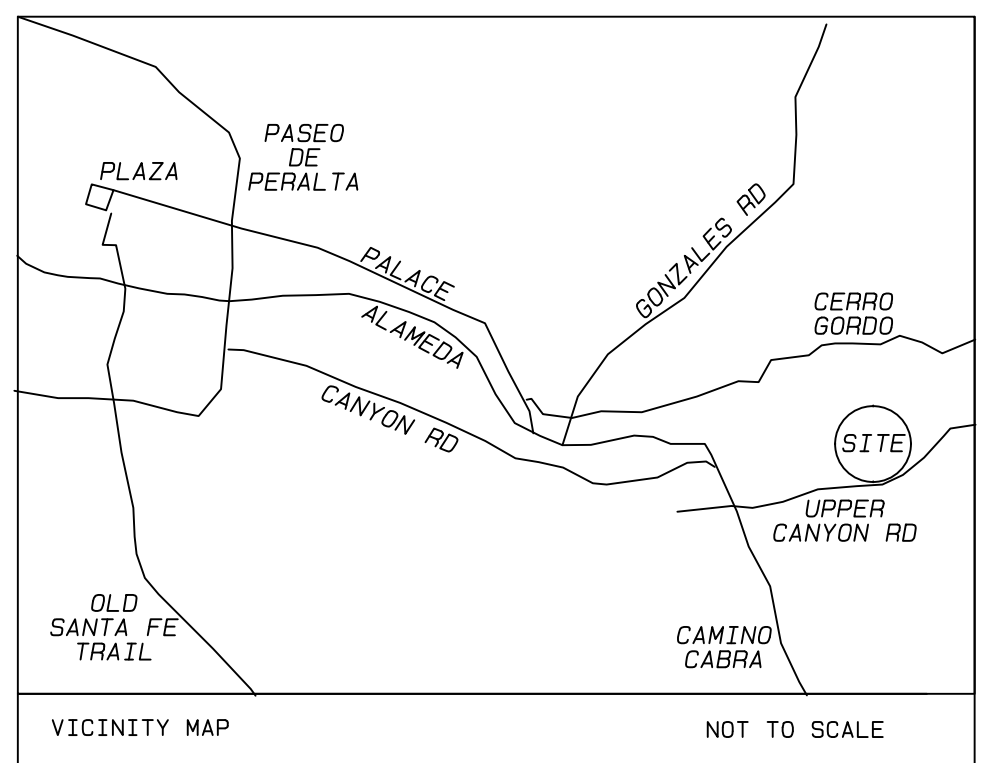 PASEO
DE
PERALTA
PLAZA
PALACE
GONZALES RD
ALAMEDA
CERRO
GORDO
CANYON RD
SITE
UPPER
CANYON RD
OLD
SANTA FE
TRAIL
CAMINO
CABRA
VICINITY MAP
NOT TO SCALE